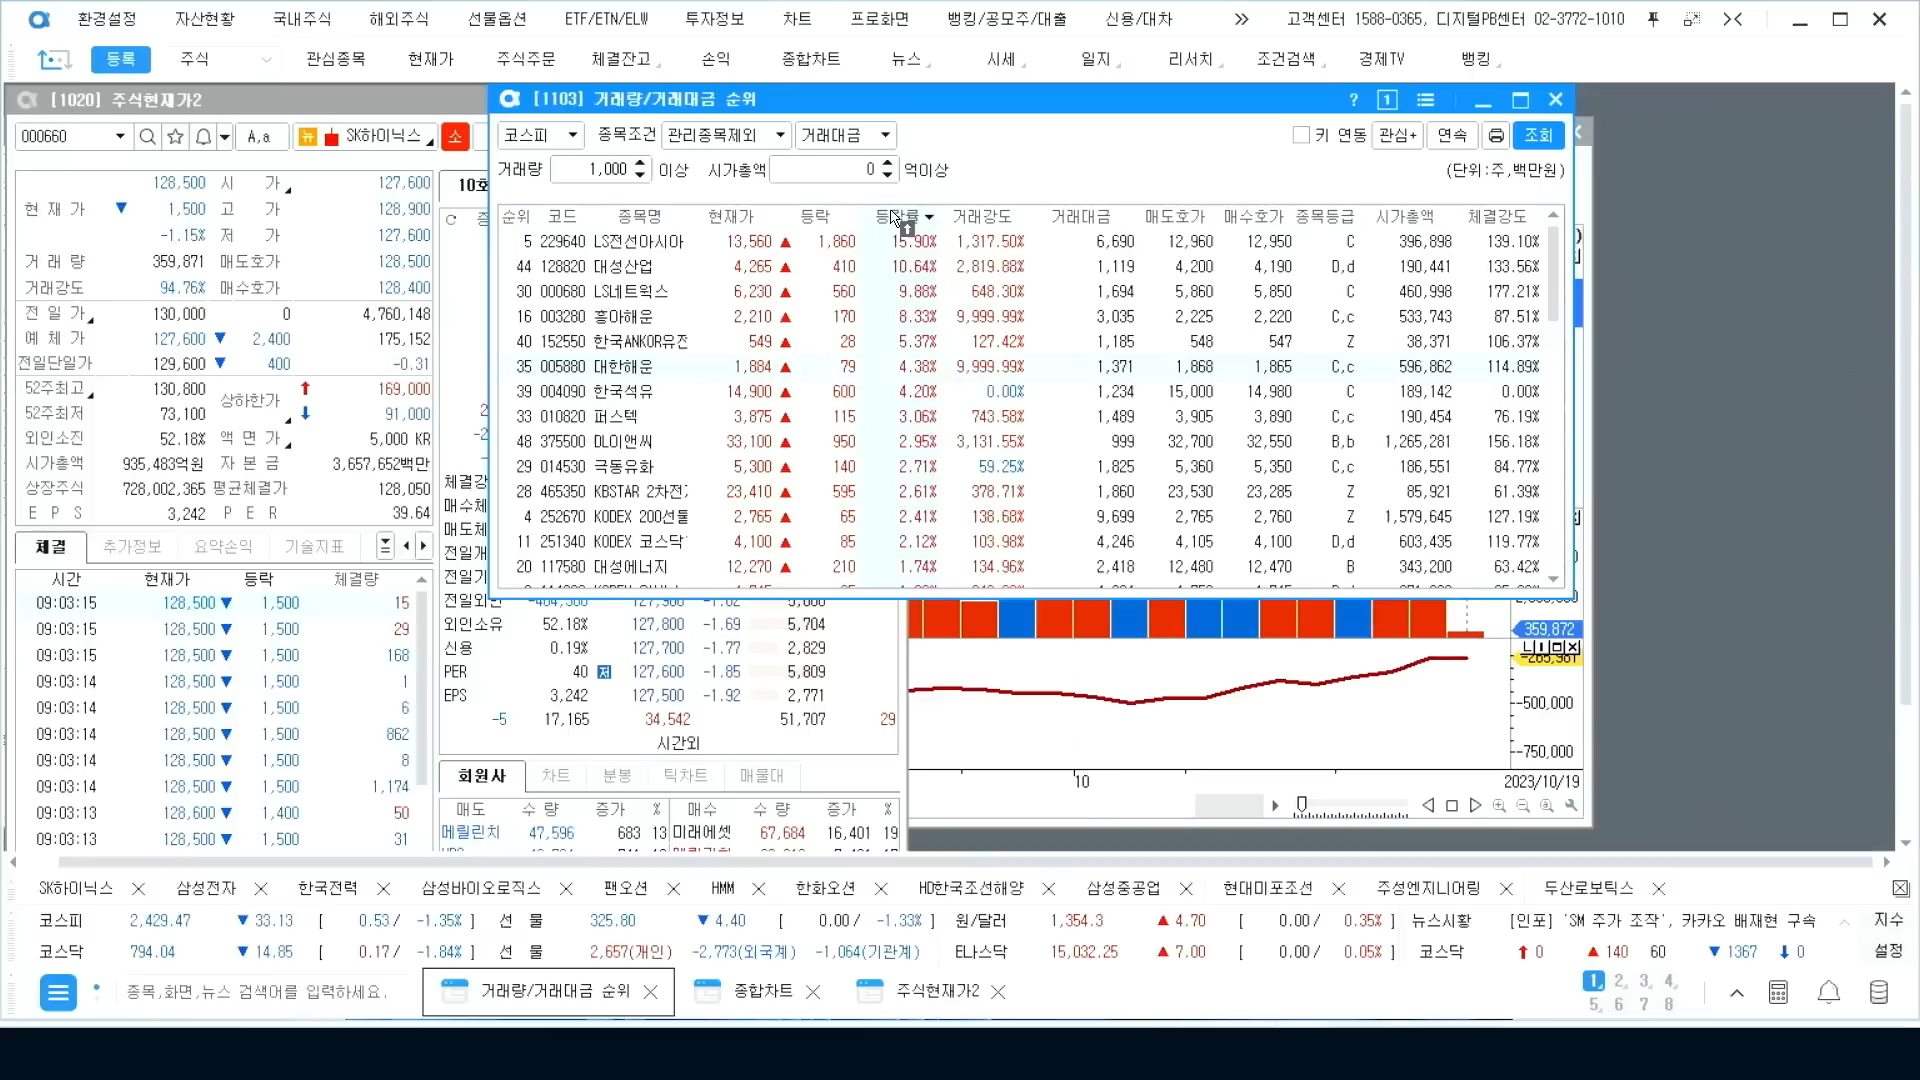 환경설정 자산현황 국내주식 해외주식 선물옵션 ETF/ETN/ELW 투자정보 차트 프로화면 뱅킹/공모주/대출 신용/대차 고객센터 1588-0365, 디지털PB센터 02-3772-1010
등록 주식 관심종목 현재가 주식주문 체결잔고 손익 종합차트 뉴스 시세 일지 리서치 조건검색 경제TV 뱅킹
[1020] 주식현재가2
000660 A,a 뉴 SK하이닉스 소
128,500 시 가 127,600
현 재 가 ▼ 1,500 고 가 128,900
-1.15% 저 가 127,600
거 래 량 359,871 매도호가 128,500
거래강도 94.76% 매수호가 128,400
전 일 가 130,000 0 4,760,148
예 체 가 127,600 ▼ 2,400 175,152
전일단일가 129,600 ▼ 400 -0.31
52주최고 130,800 상하한가 169,000
52주최저 73,100 91,000
외인소진 52.18% 액 면 가 5,000 KR
시가총액 935,483억원 자 본 금 3,657,652백만
상장주식 728,002,365 평균체결가 128,050
E P S 3,242 P E R 39.64
체결 추가정보 요약손익 기술지표
시간 현재가 등락 체결량
09:03:15 128,500 ▼ 1,500 15
09:03:15 128,500 ▼ 1,500 29
09:03:15 128,500 ▼ 1,500 168
09:03:14 128,500 ▼ 1,500 1
09:03:14 128,500 ▼ 1,500 6
09:03:14 128,500 ▼ 1,500 862
09:03:14 128,500 ▼ 1,500 8
09:03:14 128,500 ▼ 1,500 1,174
09:03:13 128,600 ▼ 1,400 50
09:03:13 128,500 ▼ 1,500 31
[1103] 거래량/거래대금 순위 ? 1
코스피 종목조건 관리종목제외 거래대금 키 연동 관심+ 연속 조회
거래량 1,000 이상 시가총액 0 억이상 (단위:주,백만원)
순위 코드 종목명 현재가 등락 등락률 거래강도 거래대금 매도호가 매수호가 종목등급 시가총액 체결강도
5 229640 LS전선아시아 13,560 ▲ 1,860 15.90% 1,317.50% 6,690 12,960 12,950 C 396,898 139.10%
44 128820 대성산업 4,265 ▲ 410 10.64% 2,819.88% 1,119 4,200 4,190 D,d 190,441 133.56%
30 000680 LS네트웍스 6,230 ▲ 560 9.88% 648.30% 1,694 5,860 5,850 C 460,998 177.21%
16 003280 흥아해운 2,210 ▲ 170 8.33% 9,999.99% 3,035 2,225 2,220 C,c 533,743 87.51%
40 152550 한국ANKOR유전 549 ▲ 28 5.37% 127.42% 1,185 548 547 Z 38,371 106.37%
35 005880 대한해운 1,884 ▲ 79 4.38% 9,999.99% 1,371 1,868 1,865 C,c 596,862 114.89%
39 004090 한국석유 14,900 ▲ 600 4.20% 0.00% 1,234 15,000 14,980 C 189,142 0.00%
33 010820 퍼스텍 3,875 ▲ 115 3.06% 743.58% 1,489 3,905 3,890 C,c 190,454 76.19%
48 375500 DL이앤씨 33,100 ▲ 950 2.95% 3,131.55% 999 32,700 32,550 B,b 1,265,281 156.18%
29 014530 극동유화 5,300 ▲ 140 2.71% 59.25% 1,825 5,360 5,350 C,c 186,551 84.77%
28 465350 KBSTAR 2차전 23,410 ▲ 595 2.61% 378.71% 1,860 23,530 23,285 Z 85,921 61.39%
4 252670 KODEX 200선물 2,765 ▲ 65 2.41% 138.68% 9,699 2,765 2,760 Z 1,579,645 127.19%
11 251340 KODEX 코스닥 4,100 ▲ 85 2.12% 103.98% 4,246 4,105 4,100 D,d 603,435 119.77%
20 117580 대성에너지 12,270 ▲ 210 1.74% 134.96% 2,418 12,480 12,470 B 343,200 63.42%
외인소유 52.18% 127,800 -1.69 5,704
신용 0.19% 127,700 -1.77 2,829
PER 40 저 127,600 -1.85 5,809
EPS 3,242 127,500 -1.92 2,771
-5 17,165 34,542 51,707 29
시간외
회원사 차트 분봉 틱차트 매물대
매도 수 량 증가 % 매수 수 량 증가 %
메릴린치 47,596 683 13 미래에셋 67,684 16,401 19
359,872
-500,000
-750,000
10 2023/10/19
SK하이닉스 삼성전자 한국전력 삼성바이오로직스 팬오션 HMM 한화오션 HD한국조선해양 삼성중공업 현대미포조선 주성엔지니어링 두산로보틱스
코스피 2,429.47 ▼ 33.13 [ 0.53/ -1.35% ] 선 물 325.80 ▼ 4.40 [ 0.00/ -1.33% ] 원/달러 1,354.3 ▲ 4.70 [ 0.00/ 0.35% ] 뉴스시황 [인포] 'SM 주가 조작', 카카오 배재현 구속 지수
코스닥 794.04 ▼ 14.85 [ 0.17/ -1.84% ] 선 물 2,657(개인) -2,773(외국계) -1,064(기관계) E나스닥 15,032.25 ▲ 7.00 [ 0.00/ 0.05% ] 코스닥 ↑ 0 ▲ 140 60 ▼ 1367 ↓ 0 설정
종목,화면,뉴스 검색어를 입력하세요. 거래량/거래대금 순위 종합차트 주식현재가2
1 2 3 4
5 6 7 8